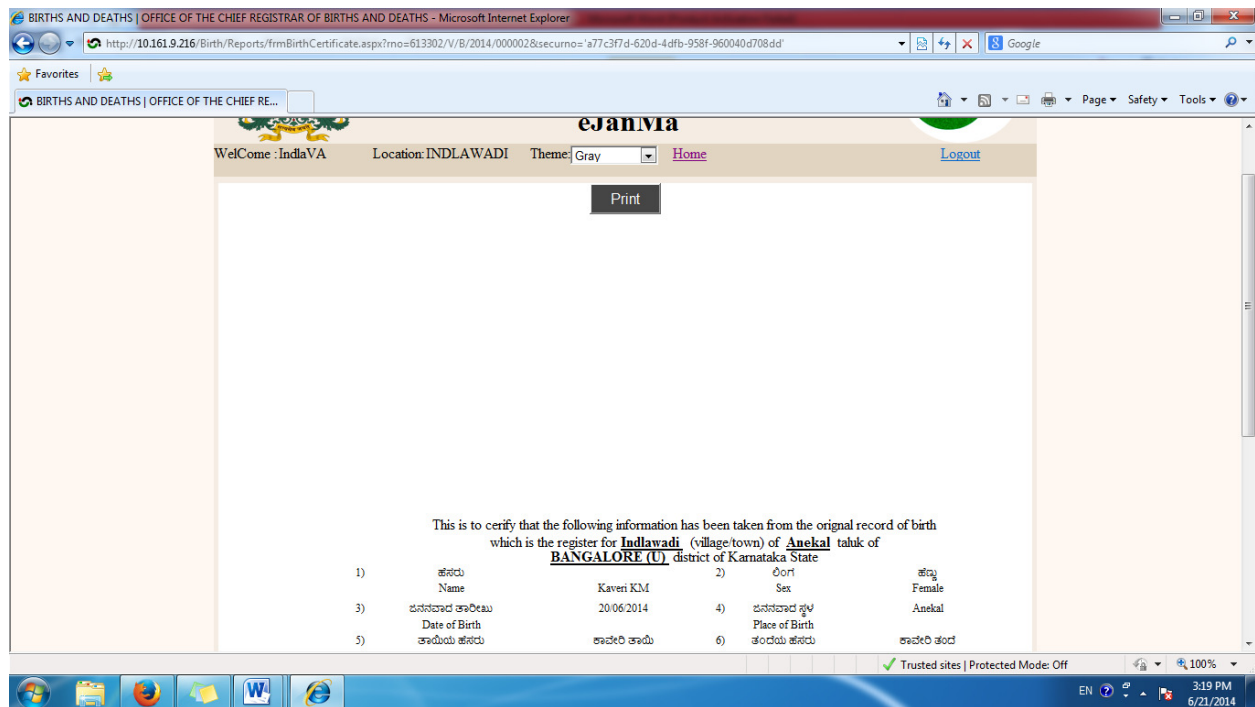 BIRTHS AND DEATHS | OFFICE OF THE CHIEF REGISTRAR OF BIRTHS AND DEATHS - Microsoft Internet Explorer
http://10.161.9.216/Birth/Reports/frmBirthCertificate.aspx?rno=613302/V/B/2014/000002&securno='a77c3f7d-620d-4dfb-958f-960040d708dd'
Google
Favorites
BIRTHS AND DEATHS | OFFICE OF THE CHIEF RE...
Page Safety Tools
eJanMa
WelCome : IndlaVA Location: INDLAWADI Theme: Gray Home Logout
Print
This is to cerify that the following information has been taken from the orignal record of birth
which is the register for Indlawadi (village/town) of Anekal taluk of
BANGALORE (U) district of Karnataka State
1) ಹೆಸರು 2) ಲಿಂಗ ಹೆಣ್ಣು
Name Kaveri KM Sex Female
3) ಜನನವಾದ ತಾರೀಖು 20/06/2014 4) ಜನನವಾದ ಸ್ಥಳ Anekal
Date of Birth Place of Birth
5) ತಾಯಿಯ ಹೆಸರು ಕಾವೇರಿ ತಾಯಿ 6) ತಂದೆಯ ಹೆಸರು ಕಾವೇರಿ ತಂದೆ
Trusted sites | Protected Mode: Off 100%
EN 3:19 PM
6/21/2014